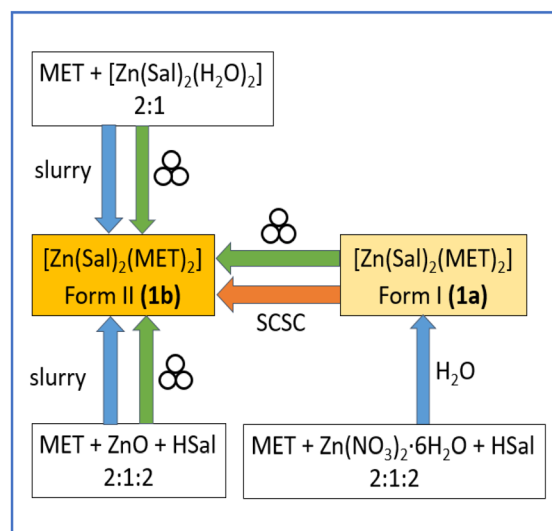 MET + [Zn(Sal)₂(H₂O)₂]
2:1
slurry
[Zn(Sal)₂(MET)₂]
Form II (1b)
SCSC
[Zn(Sal)₂(MET)₂]
Form I (1a)
slurry
H₂O
MET + ZnO + HSal
2:1:2
MET + Zn(NO₃)₂·6H₂O + HSal
2:1:2